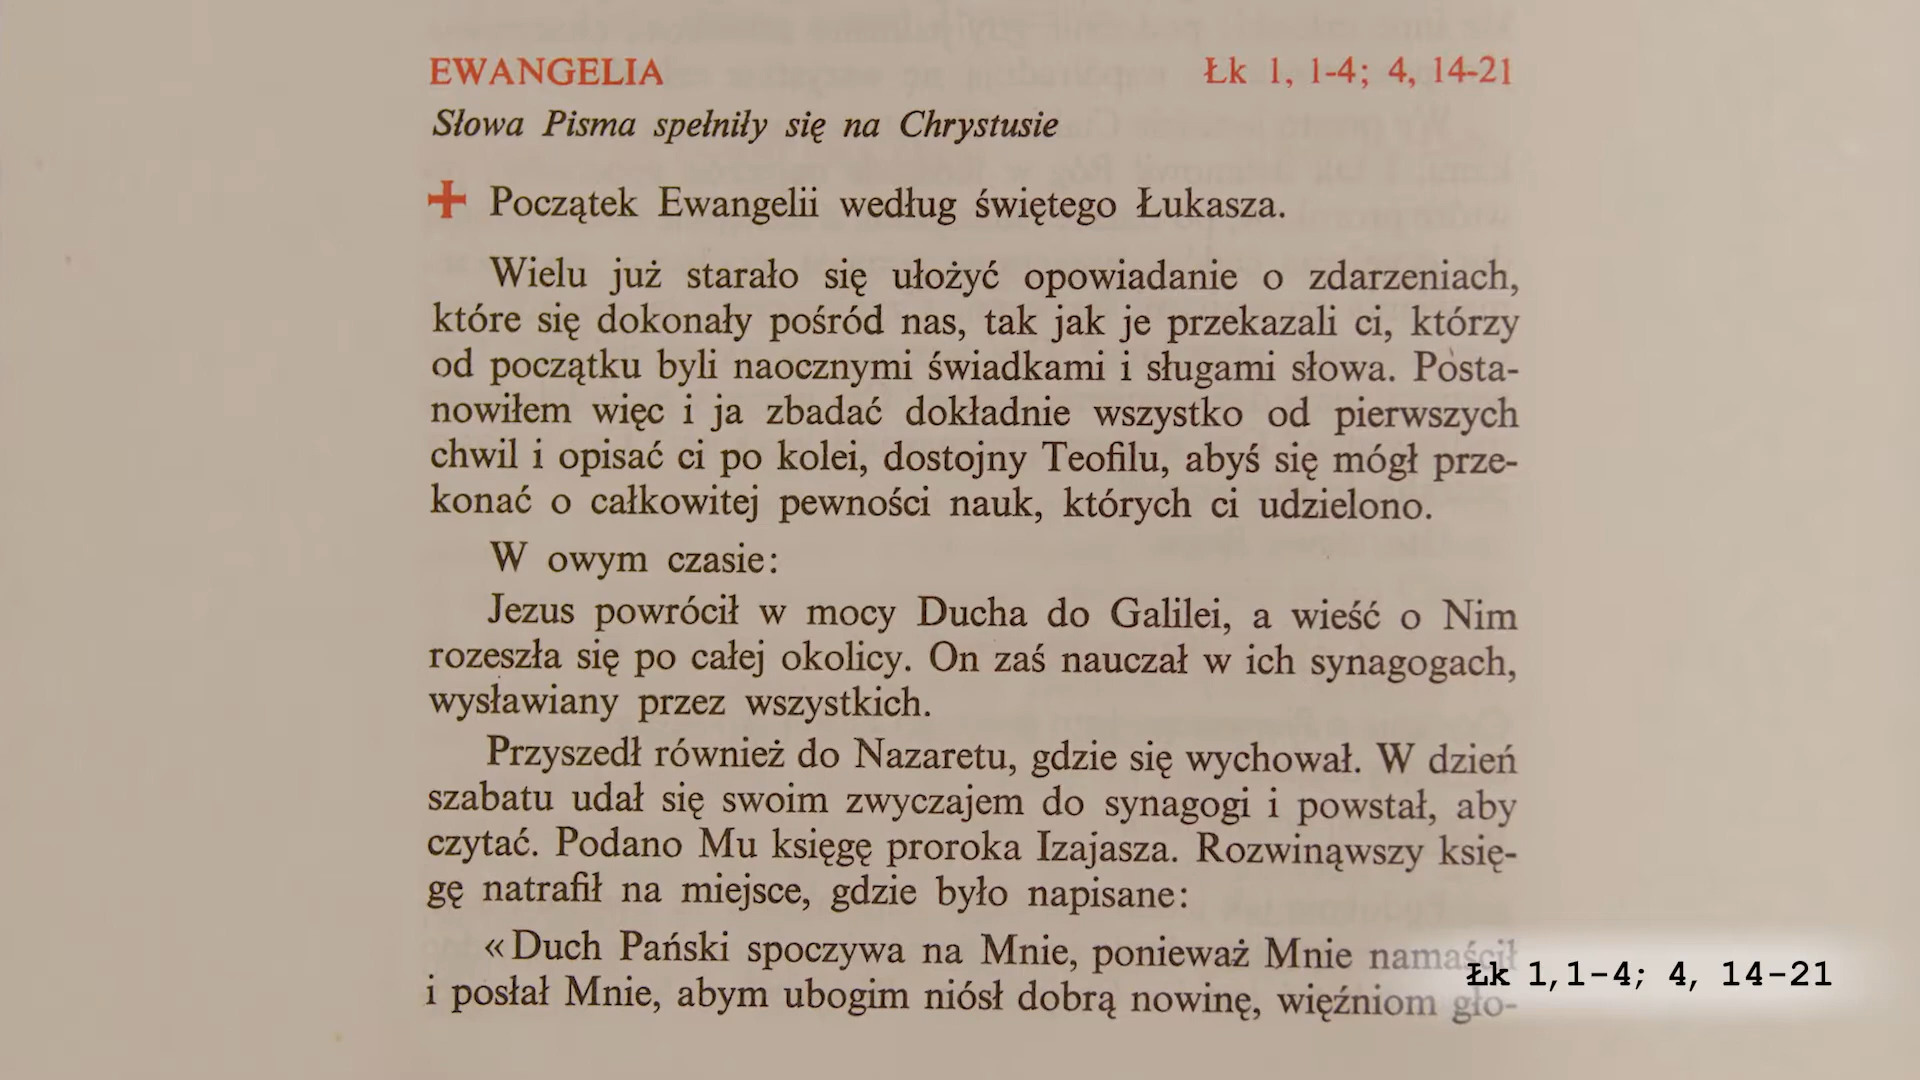 EWANGELIA Łk 1, 1-4; 4, 14-21
Słowa Pisma spełniły się na Chrystusie
+ Początek Ewangelii według świętego Łukasza.
Wielu już starało się ułożyć opowiadanie o zdarzeniach,
które się dokonały pośród nas, tak jak je przekazali ci, którzy
od początku byli naocznymi świadkami i sługami słowa. Posta-
nowiłem więc i ja zbadać dokładnie wszystko od pierwszych
chwil i opisać ci po kolei, dostojny Teofilu, abyś się mógł prze-
konać o całkowitej pewności nauk, których ci udzielono.
W owym czasie:
Jezus powrócił w mocy Ducha do Galilei, a wieść o Nim
rozeszła się po całej okolicy. On zaś nauczał w ich synagogach,
wysławiany przez wszystkich.
Przyszedł również do Nazaretu, gdzie się wychował. W dzień
szabatu udał się swoim zwyczajem do synagogi i powstał, aby
czytać. Podano Mu księgę proroka Izajasza. Rozwinąwszy księ-
gę natrafił na miejsce, gdzie było napisane:
«Duch Pański spoczywa na Mnie, ponieważ Mnie namaścił
i posłał Mnie, abym ubogim niósł dobrą nowinę, więźniom gło-
Łk 1,1-4; 4, 14-21